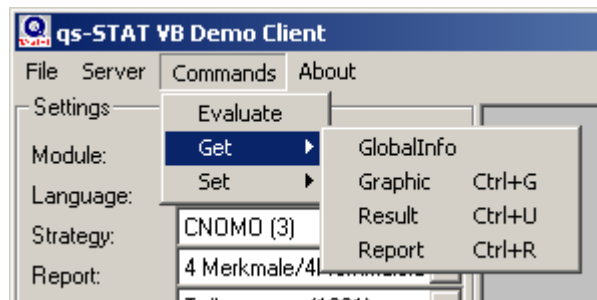 qs-STAT VB Demo Client
File Server Commands About
Settings
Evaluate
Get
Set
GlobalInfo
Graphic Ctrl+G
Result Ctrl+U
Report Ctrl+R
Module:
Language:
Strategy:
CNOMO (3)
Report:
4 Merkmale/4